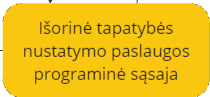 Išorinė tapatybės
nustatymo paslaugos
programinė sąsaja